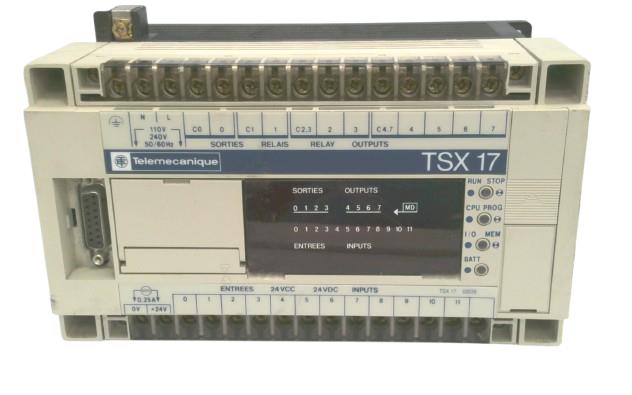 N L
110V
240V
50/60Hz
C0 0 C1 1 C2,3 2 3 C4,7 4 5 6 7
SORTIES RELAIS RELAY OUTPUTS
Telemecanique
TSX 17
RUN STOP
CPU PROG
I/O MEM
BATT
SORTIES OUTPUTS
0 1 2 3 4 5 6 7 MD
0 1 2 3 4 5 6 7 8 9 10 11
ENTREES INPUTS
0,25A
0V +24V
ENTREES 24VCC 24VDC INPUTS
0 1 2 3 4 5 6 7 8 9 10 11
TSX 17